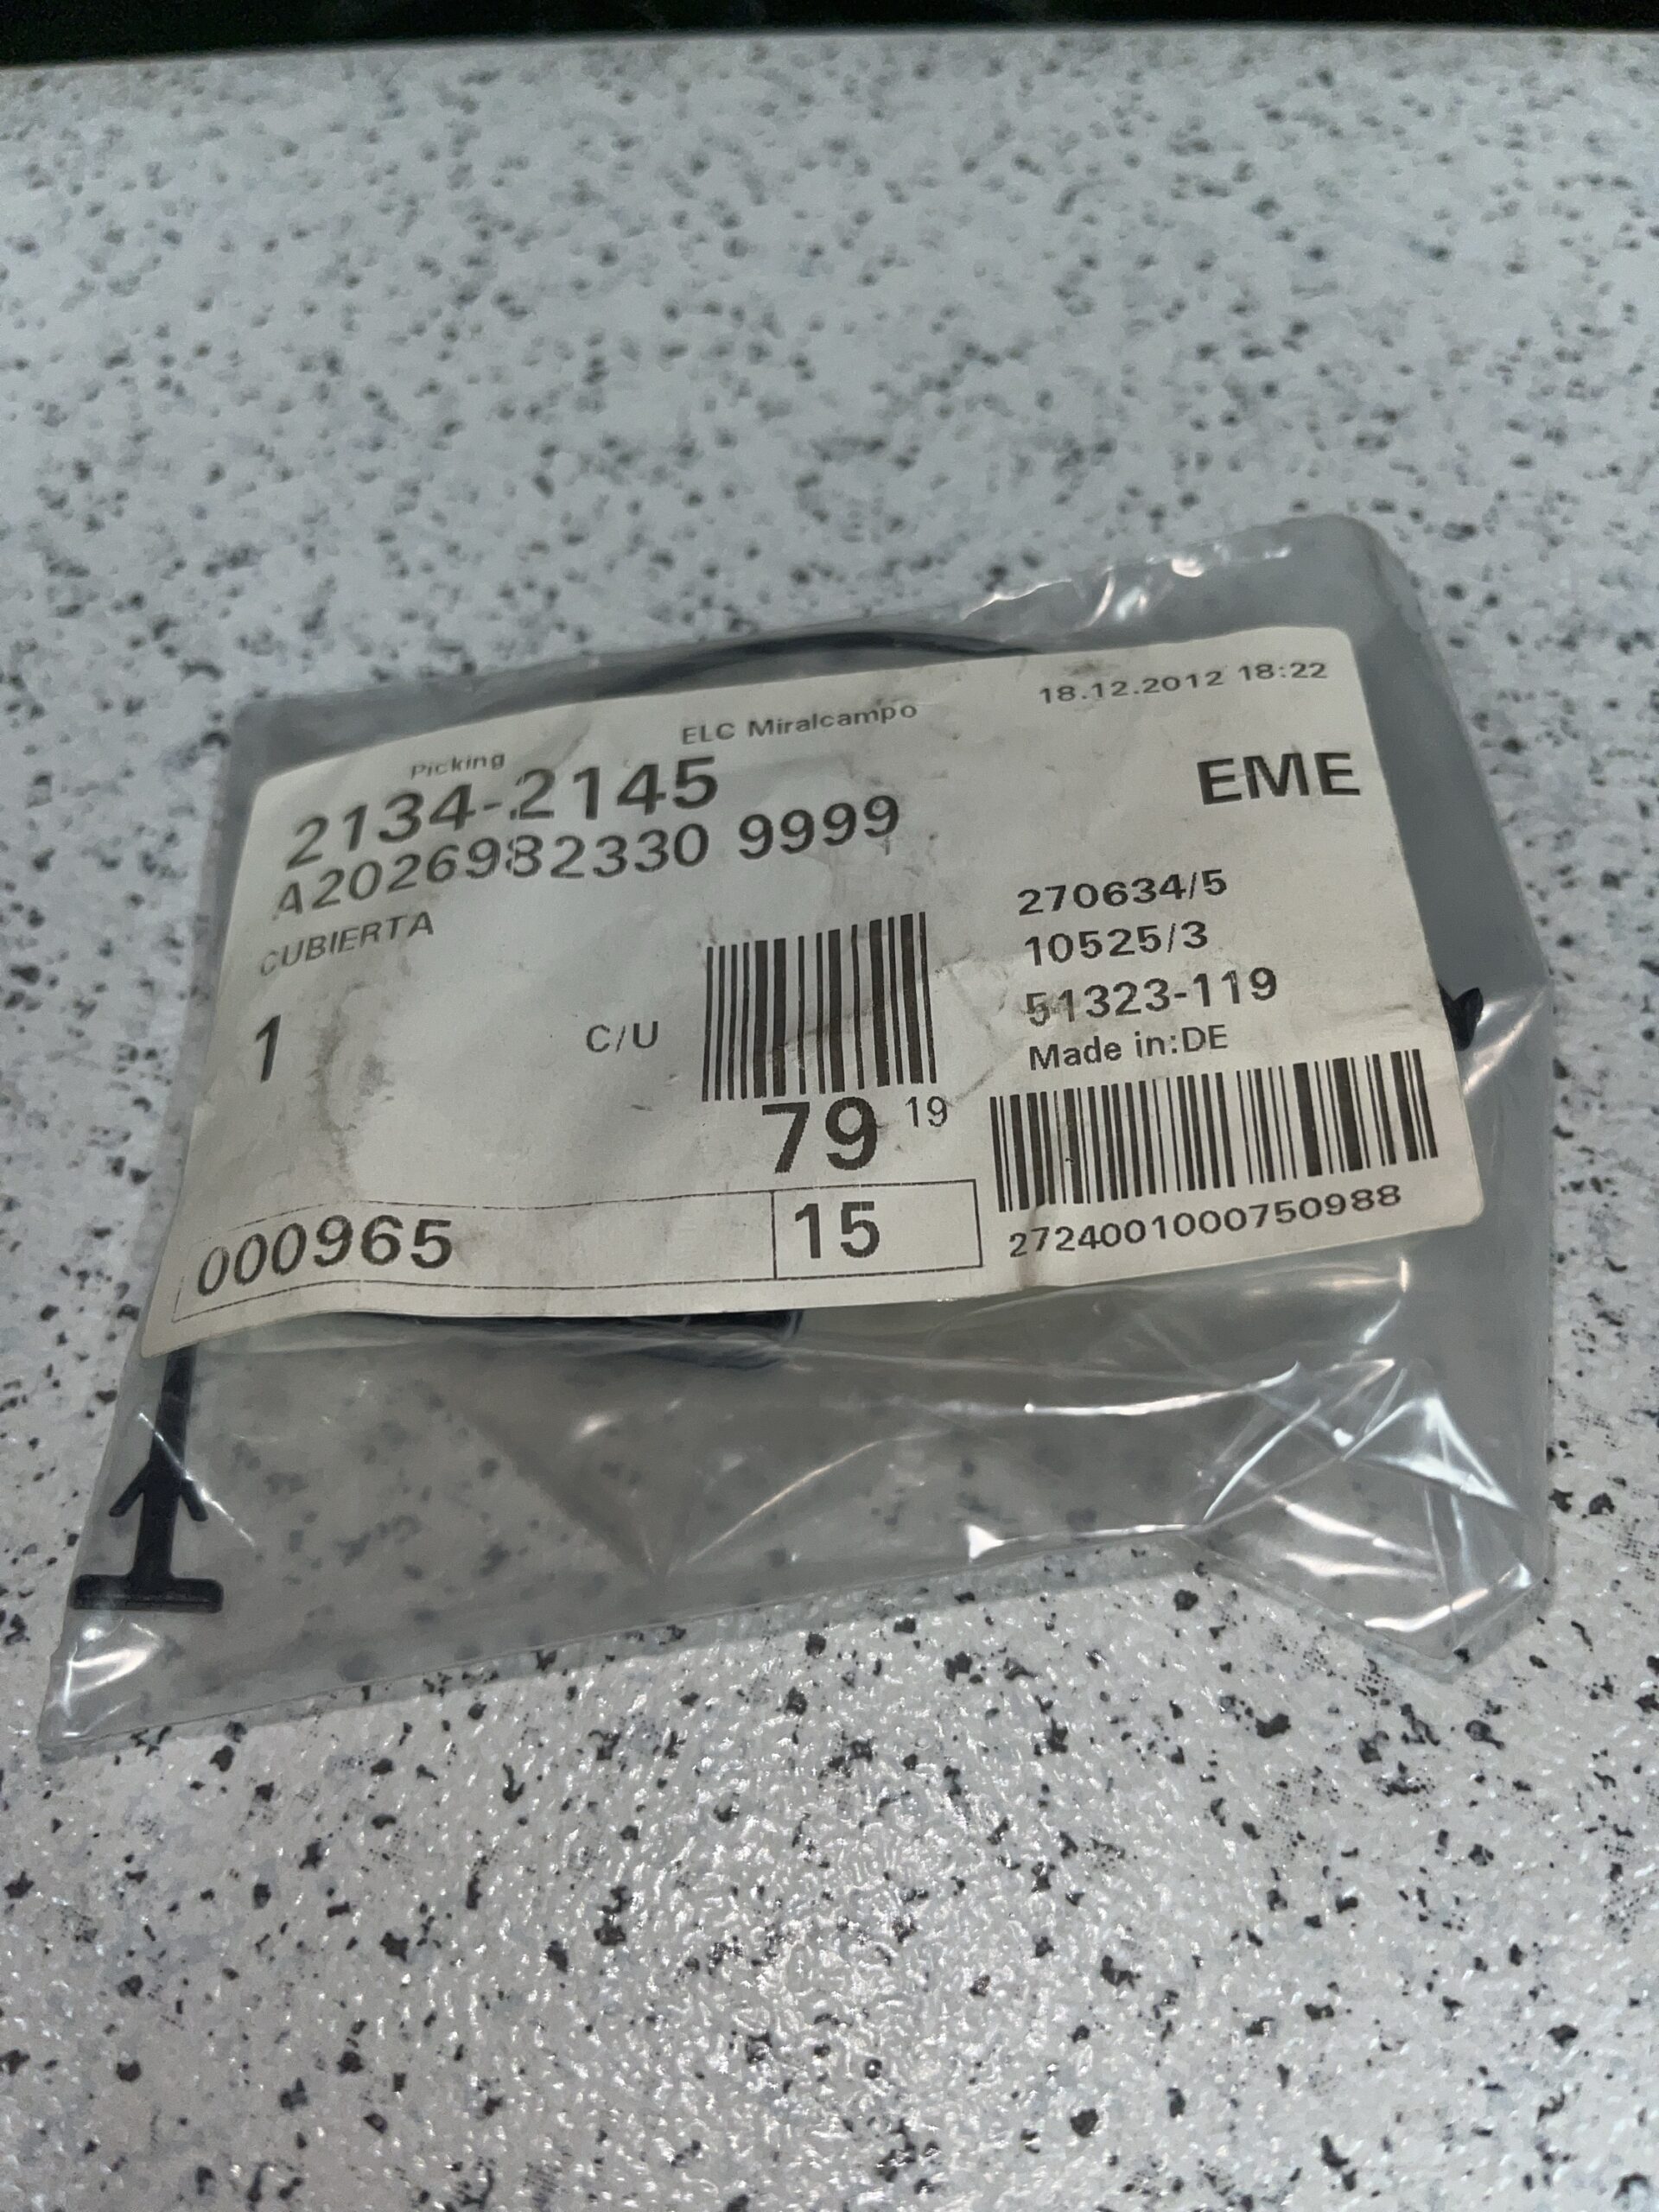 18.12.2012 18:22
ELC Miralcampo
Picking
2134-2145
EME
A2026982330 9999
CUBIERTA
270634/5
10525/3
51323-119
1
C/U
Made in:DE
79 19
000965
15
2724001000750988